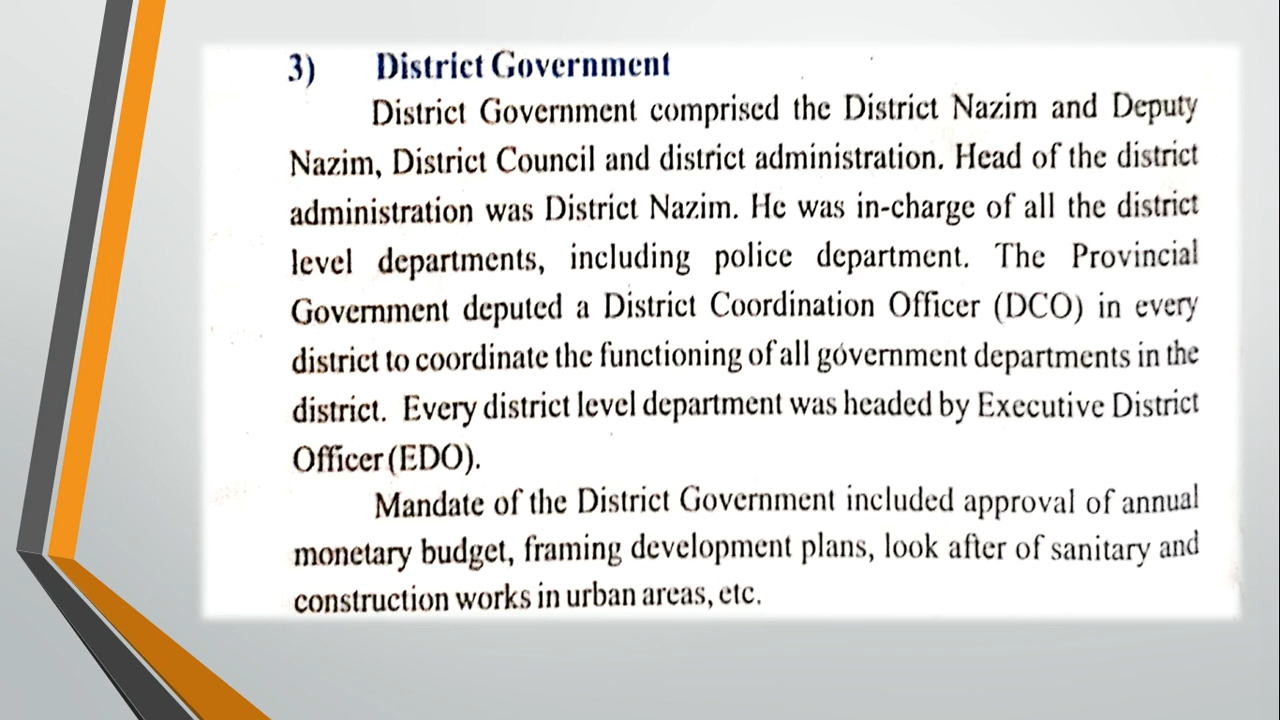 3) District Government
District Government comprised the District Nazim and Deputy
Nazim, District Council and district administration. Head of the district
administration was District Nazim. He was in-charge of all the district
level departments, including police department. The Provincial
Government deputed a District Coordination Officer (DCO) in every
district to coordinate the functioning of all government departments in the
district. Every district level department was headed by Executive District
Officer (EDO).
Mandate of the District Government included approval of annual
monetary budget, framing development plans, look after of sanitary and
construction works in urban areas, etc.